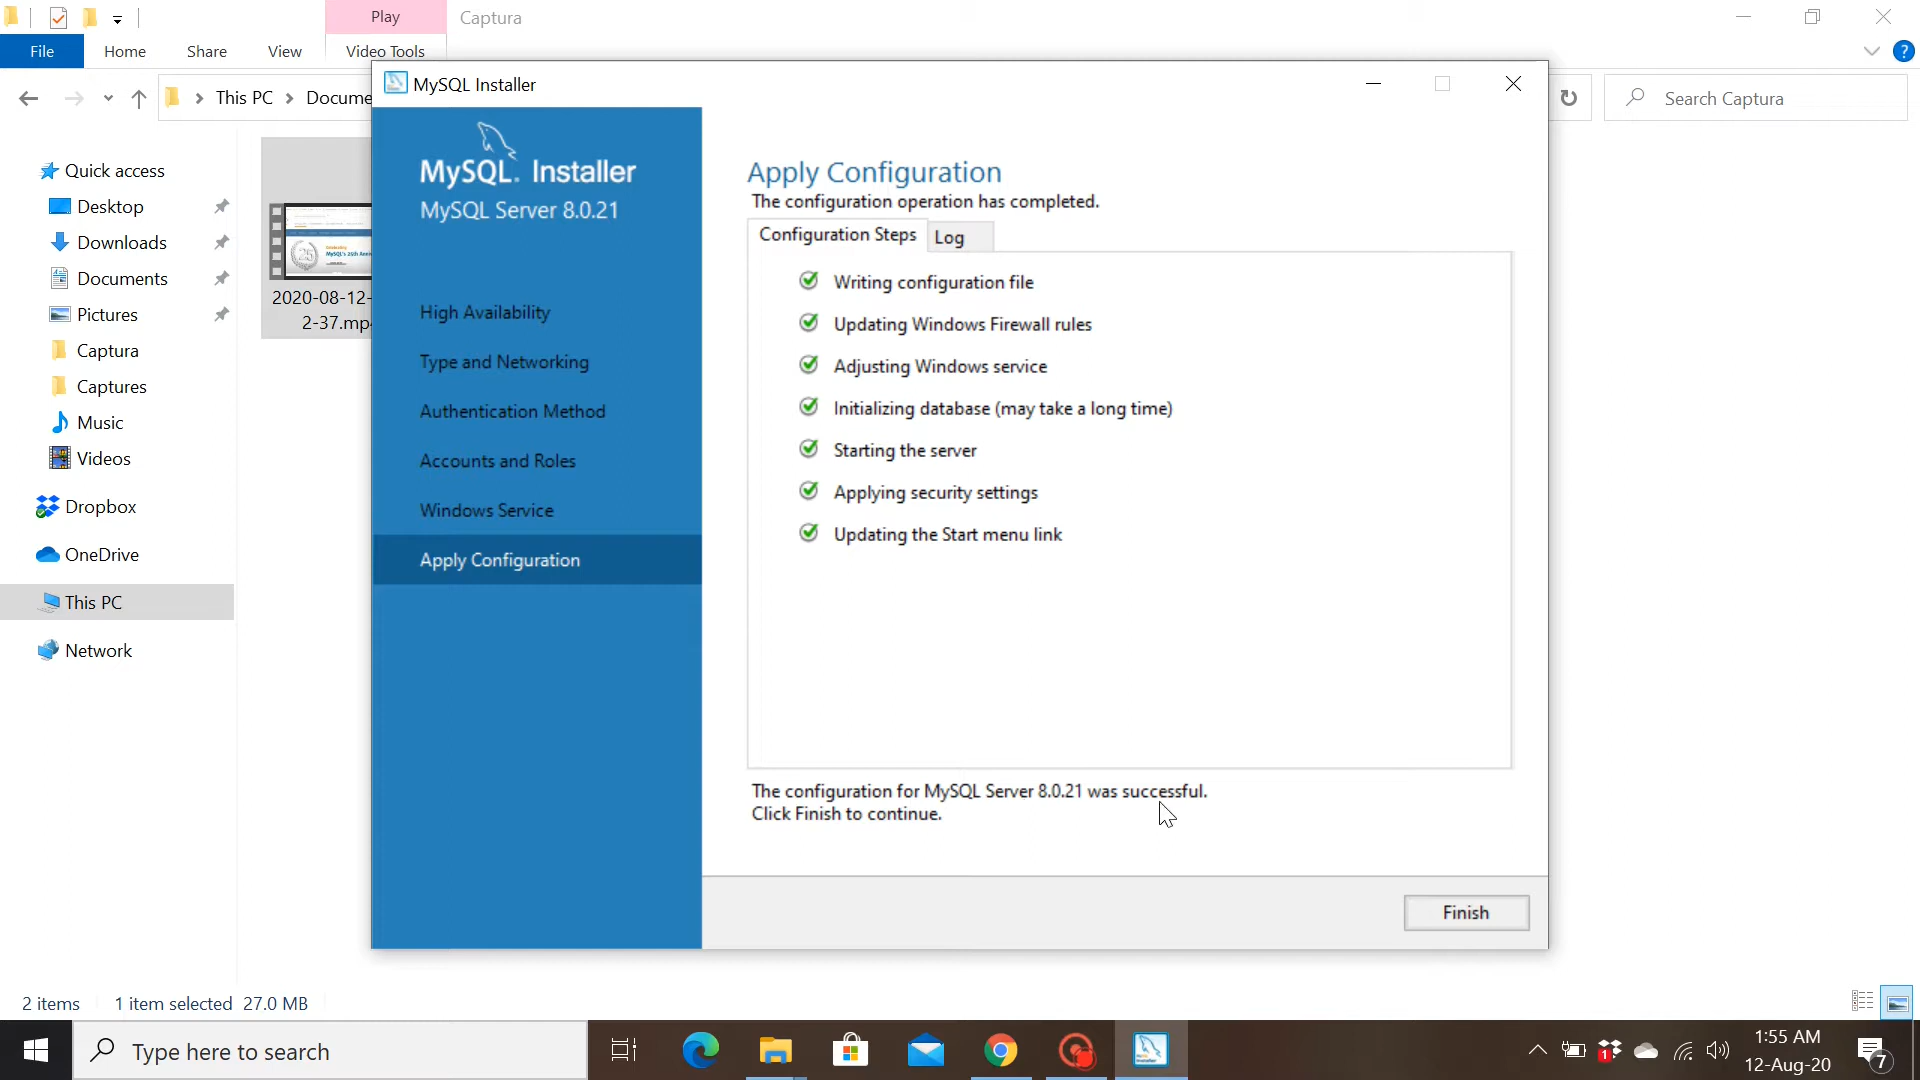 Play
Captura
File
Home
Share
View
Video Tools
This PC
Docume
Search Captura
Quick access
Desktop
Downloads
Documents
Pictures
Captura
Captures
Music
Videos
Dropbox
OneDrive
This PC
Network
2020-08-12-
2-37.mp4
MySQL Installer
MySQL. Installer
MySQL Server 8.0.21
High Availability
Type and Networking
Authentication Method
Accounts and Roles
Windows Service
Apply Configuration
Apply Configuration
The configuration operation has completed.
Configuration Steps
Log
Writing configuration file
Updating Windows Firewall rules
Adjusting Windows service
Initializing database (may take a long time)
Starting the server
Applying security settings
Updating the Start menu link
The configuration for MySQL Server 8.0.21 was successful.
Click Finish to continue.
Finish
2 items
1 item selected 27.0 MB
Type here to search
1
1:55 AM
12-Aug-20
7